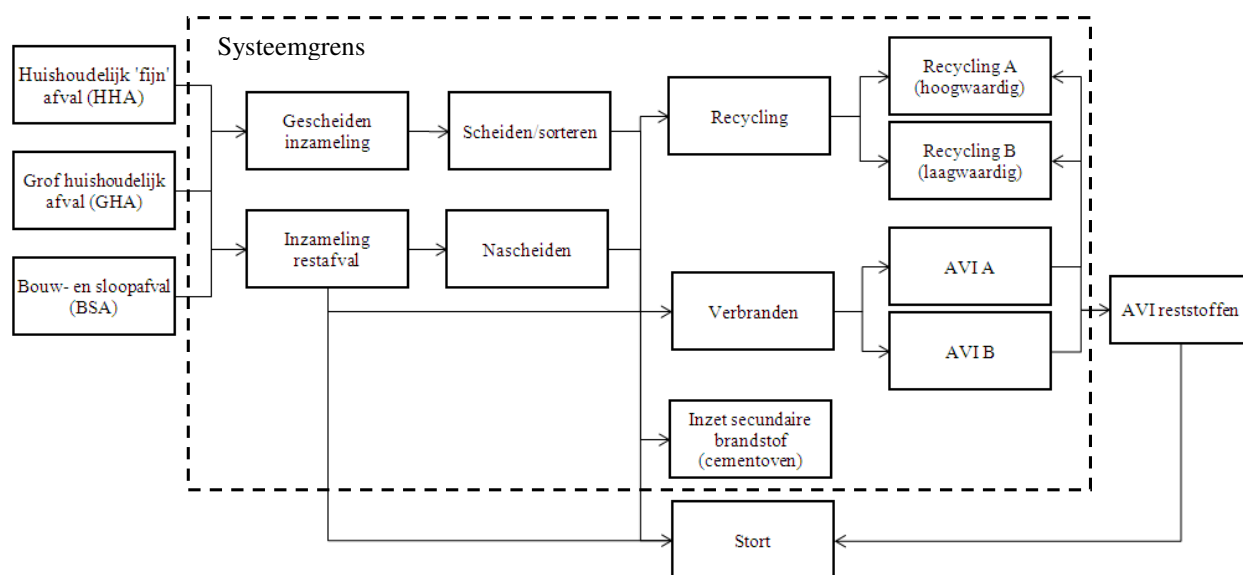 Systeemgrens
Huishoudelijk 'fijn'
afval (HHA)
Grof huishoudelijk
afval (GHA)
Bouw- en sloopafval
(BSA)
Gescheiden
inzameling
Scheiden/sorteren
Inzameling
restafval
Nascheiden
Recycling
Recycling A
(hoogwaardig)
Recycling B
(laagwaardig)
Verbranden
AVI A
AVI B
AVI reststoffen
Inzet secundaire
brandstof
(cementoven)
Stort